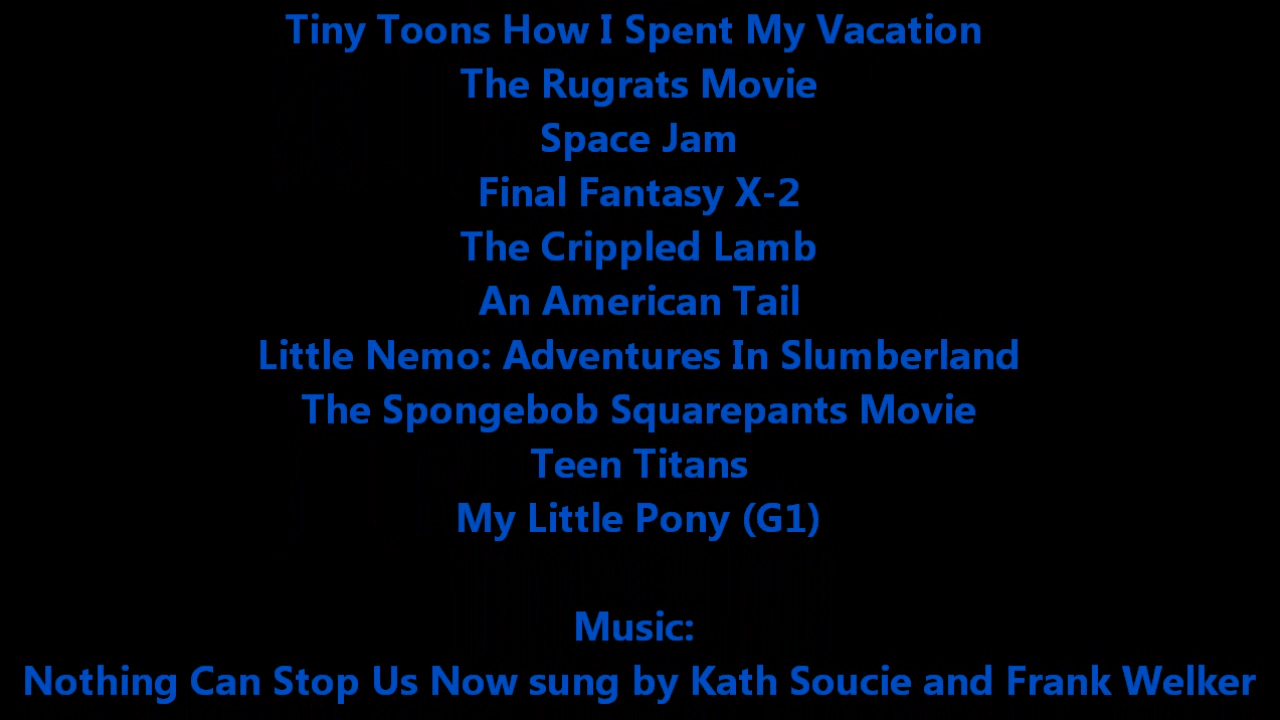 Tiny Toons How I Spent My Vacation
The Rugrats Movie
Space Jam
Final Fantasy X-2
The Crippled Lamb
An American Tail
Little Nemo: Adventures In Slumberland
The Spongebob Squarepants Movie
Teen Titans
My Little Pony (G1)
Music:
Nothing Can Stop Us Now sung by Kath Soucie and Frank Welker